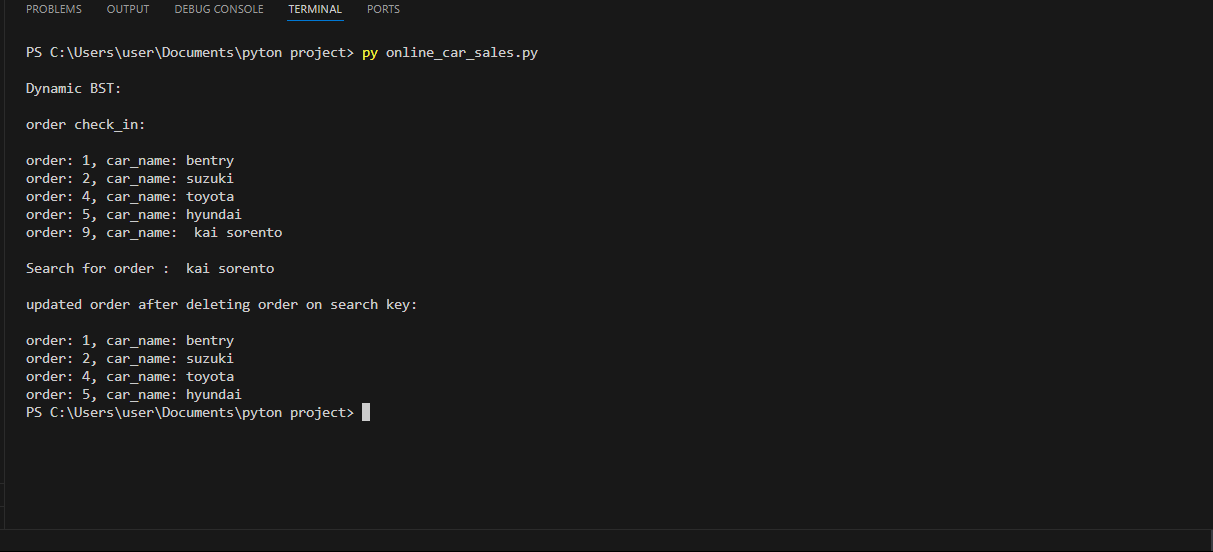 PROBLEMS OUTPUT DEBUG CONSOLE TERMINAL PORTS
PS C:\Users\user\Documents\pyton project> py online_car_sales.py
Dynamic BST:
order check_in:
order: 1, car_name: bentry
order: 2, car_name: suzuki
order: 4, car_name: toyota
order: 5, car_name: hyundai
order: 9, car_name:  kai sorento
Search for order :  kai sorento
updated order after deleting order on search key:
order: 1, car_name: bentry
order: 2, car_name: suzuki
order: 4, car_name: toyota
order: 5, car_name: hyundai
PS C:\Users\user\Documents\pyton project>